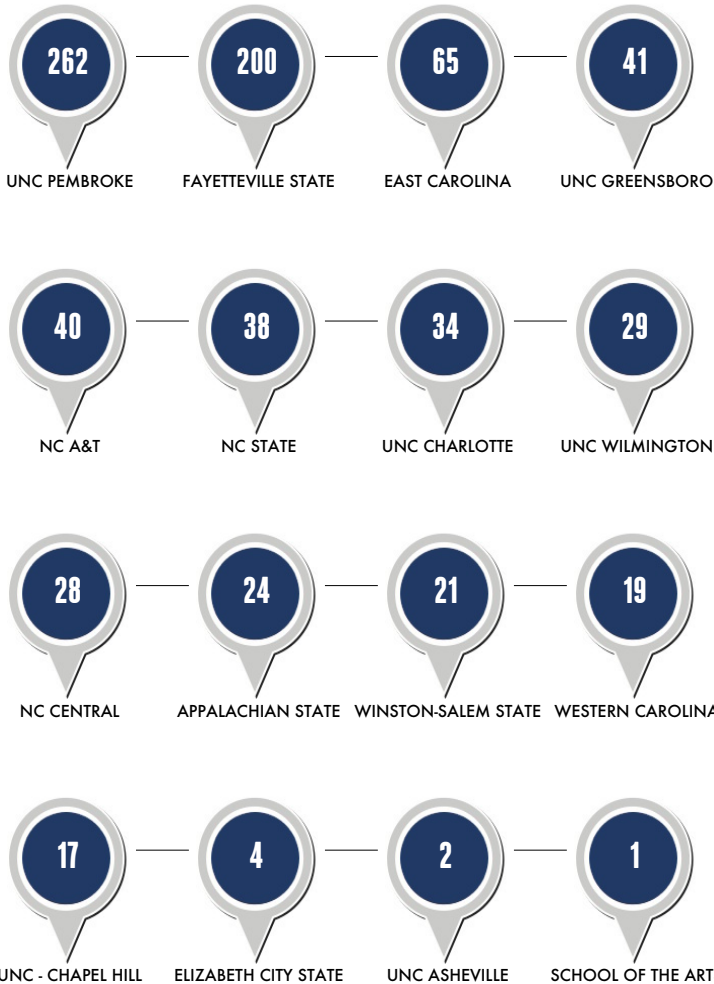 262 200 65 41
UNC PEMBROKE FAYETTEVILLE STATE EAST CAROLINA UNC GREENSBORO
40 38 34 29
NC A&T NC STATE UNC CHARLOTTE UNC WILMINGTON
28 24 21 19
NC CENTRAL APPALACHIAN STATE WINSTON-SALEM STATE WESTERN CAROLINA
17 4 2 1
UNC - CHAPEL HILL ELIZABETH CITY STATE UNC ASHEVILLE SCHOOL OF THE ART